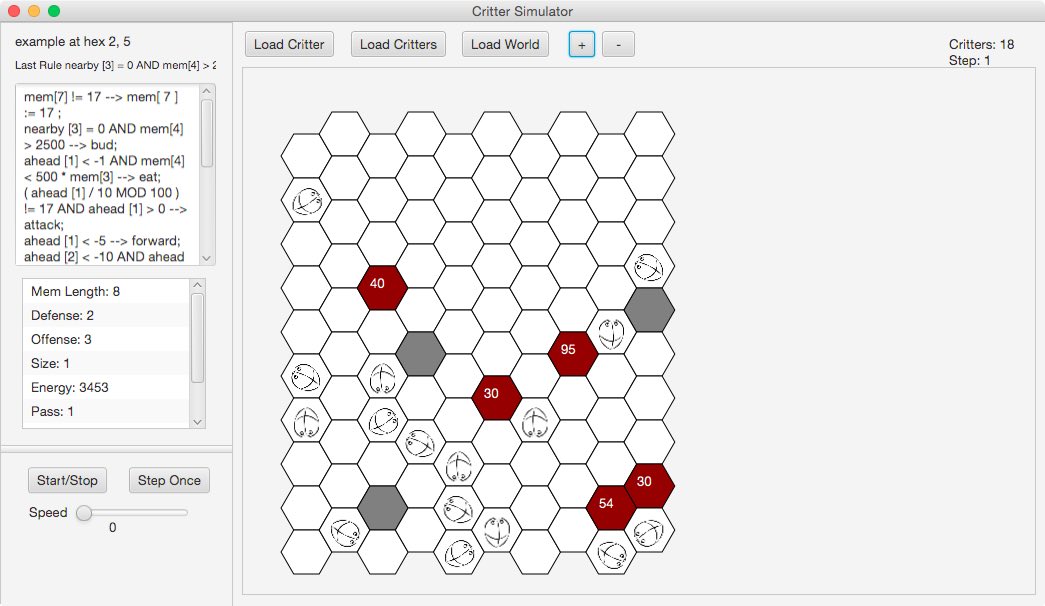 Critter Simulator
example at hex 2, 5
Last Rule nearby [3] = 0 AND mem[4] > 2
mem[7] != 17 --> mem[ 7 ]
:= 17 ;
nearby [3] = 0 AND mem[4]
> 2500 --> bud;
ahead [1] < -1 AND mem[4]
< 500 * mem[3] --> eat;
( ahead [1] / 10 MOD 100 )
!= 17 AND ahead [1] > 0 -->
attack;
ahead [1] < -5 --> forward;
ahead [2] < -10 AND ahead
Mem Length: 8
Defense: 2
Offense: 3
Size: 1
Energy: 3453
Pass: 1
Start/Stop
Step Once
Speed
0
Load Critter
Load Critters
Load World
+
-
Critters: 18
Step: 1
40
95
30
30
54